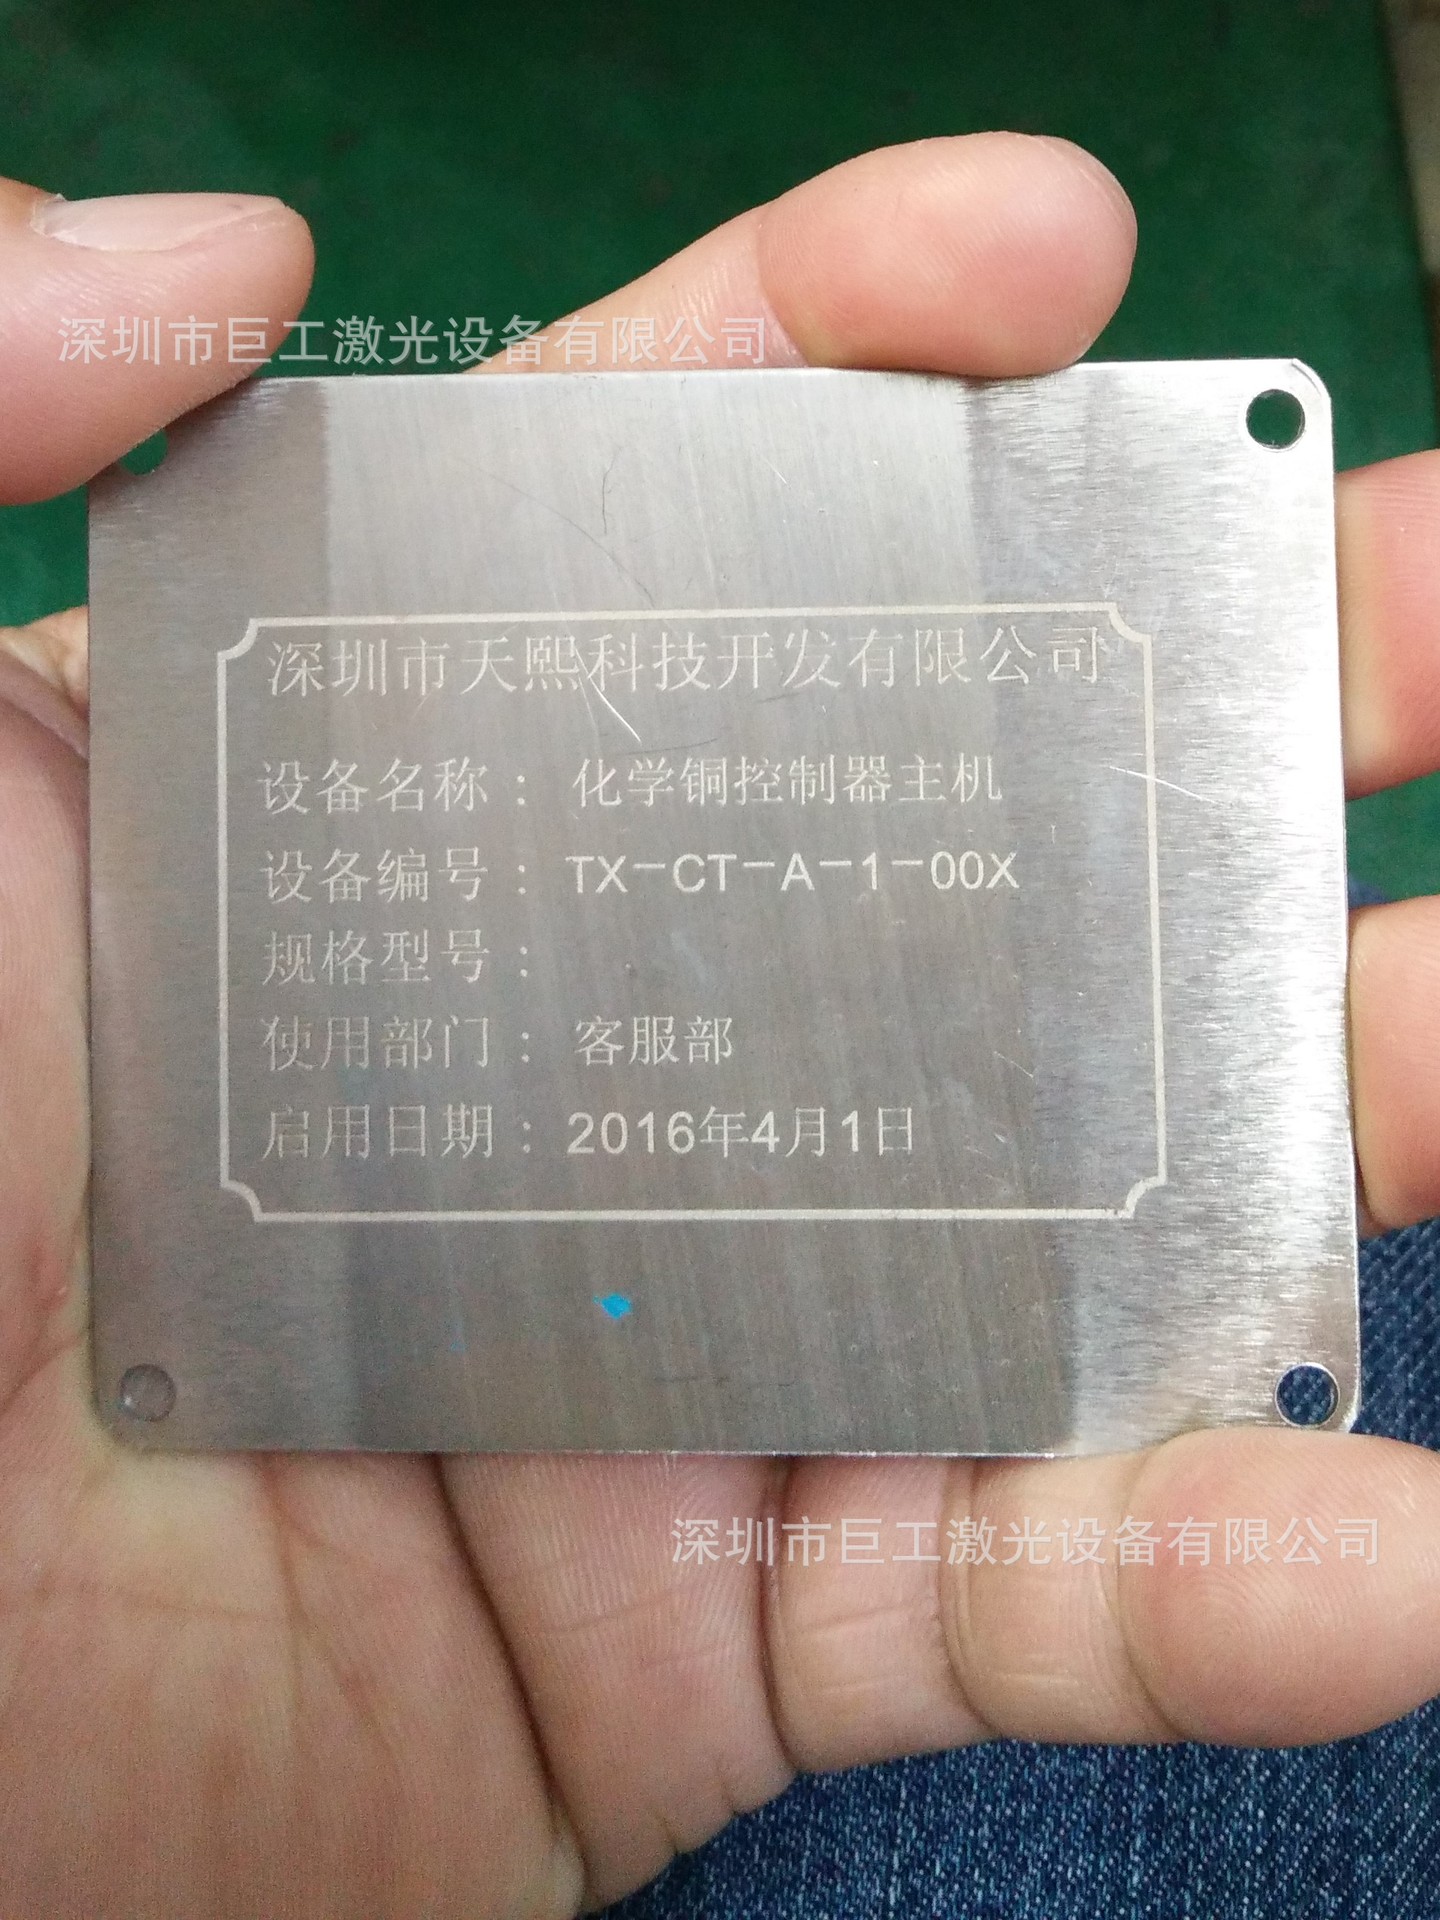 深圳市巨工激光设备有限公司
深圳市天熙科技开发有限公司
设备名称： 化学铜控制器主机
设备编号： TX-CT-A-1-00X
规格型号：
使用部门： 客服部
启用日期： 2016年4月1日
深圳市巨工激光设备有限公司